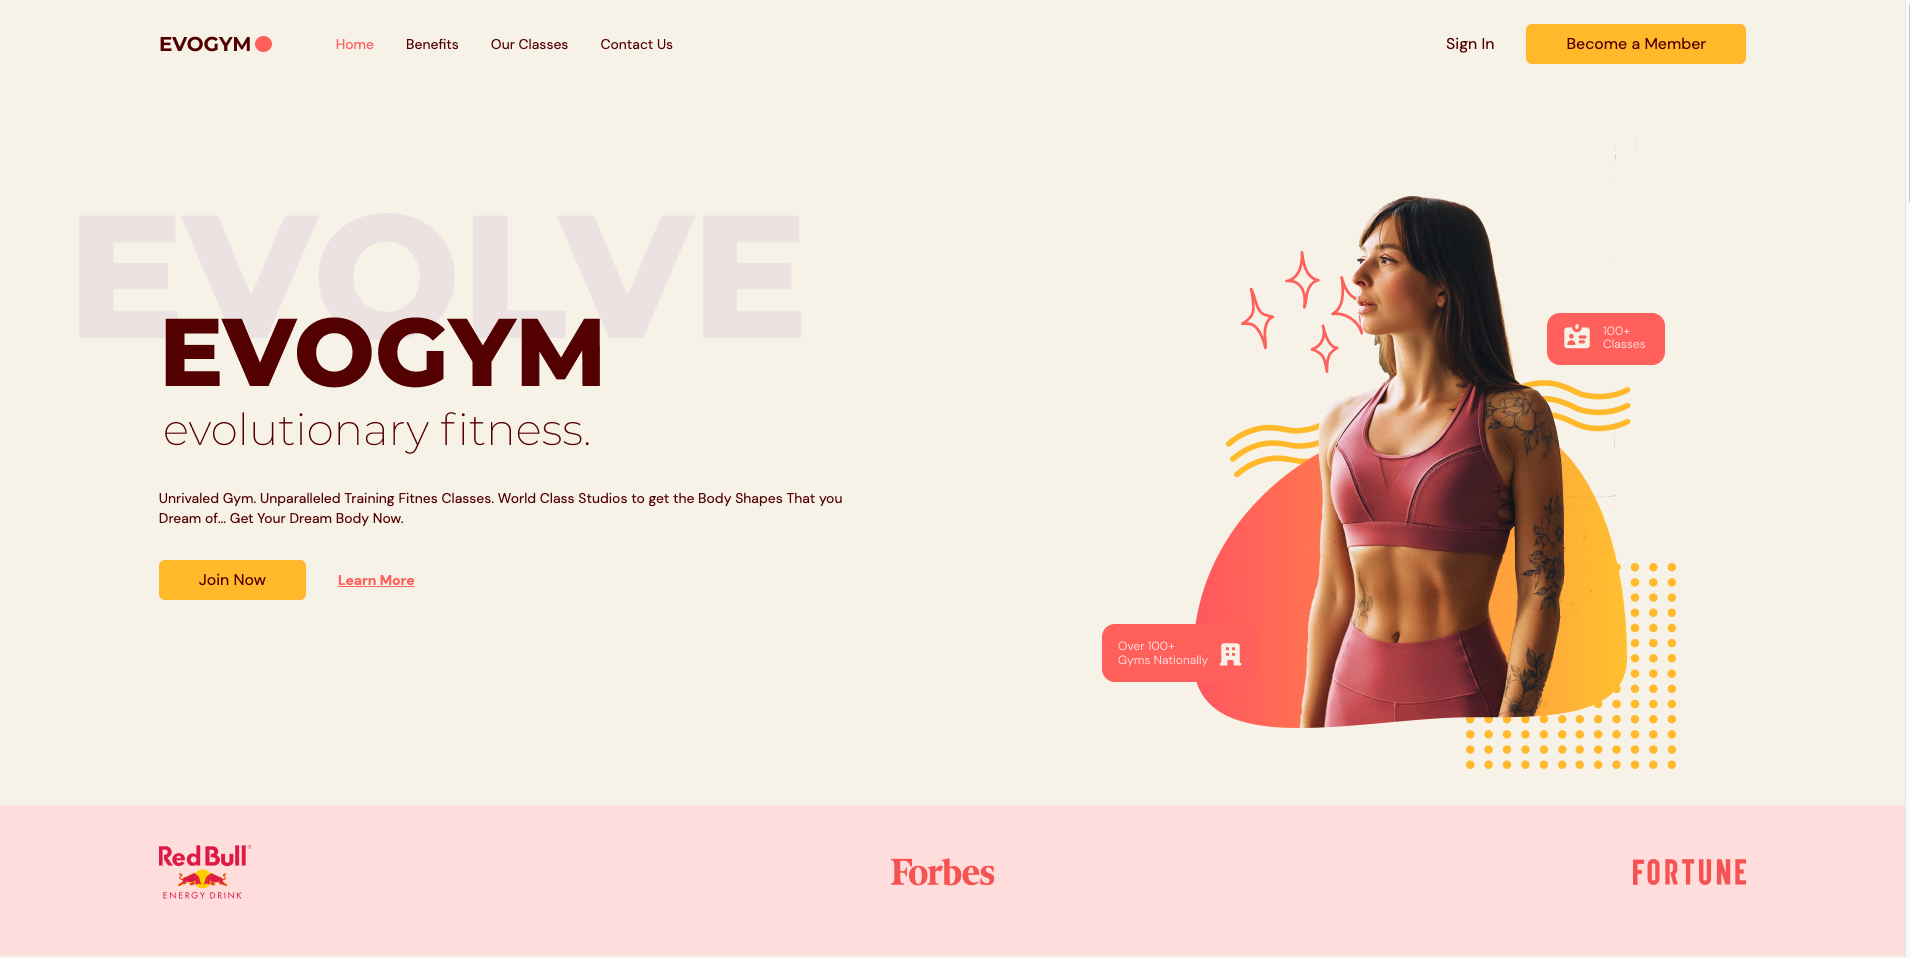 EVOGYM
Home
Benefits
Our Classes
Contact Us
Sign In
Become a Member
EVOLVE
EVOGYM
evolutionary fitness.
Unrivaled Gym. Unparalleled Training Fitnes Classes. World Class Studios to get the Body Shapes That you
Dream of... Get Your Dream Body Now.
Join Now
Learn More
100+
Classes
Over 100+
Gyms Nationally
Red Bull
ENERGY DRINK
Forbes
FORTUNE